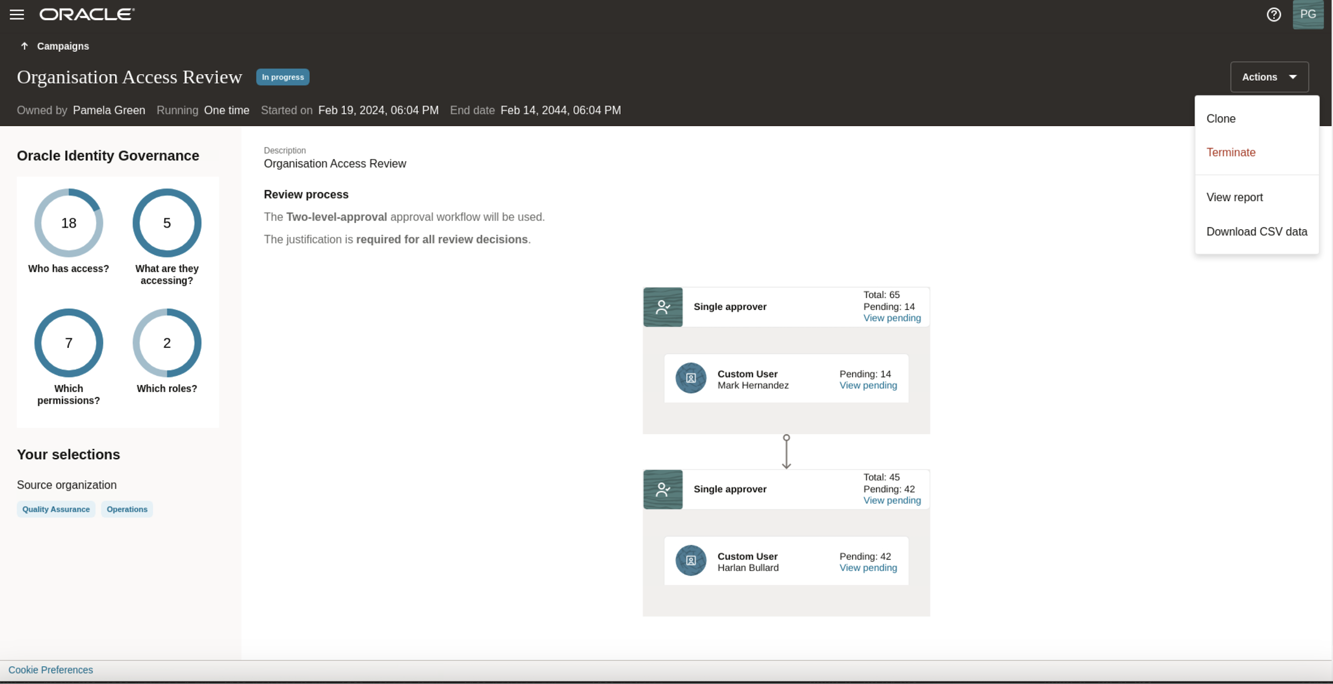 ORACLE
PG
Campaigns
Organisation Access Review
In progress
Actions
Owned by Pamela Green Running One time Started on Feb 19, 2024, 06:04 PM End date Feb 14, 2044, 06:04 PM
Clone
Terminate
View report
Download CSV data
Oracle Identity Governance
18
5
Who has access?
What are they
accessing?
7
2
Which
permissions?
Which roles?
Your selections
Source organization
Quality Assurance
Operations
Description
Organisation Access Review
Review process
The Two-level-approval approval workflow will be used.
The justification is required for all review decisions.
Single approver
Total: 65
Pending: 14
View pending
Custom User
Mark Hernandez
Pending: 14
View pending
Single approver
Total: 45
Pending: 42
View pending
Custom User
Harlan Bullard
Pending: 42
View pending
Cookie Preferences